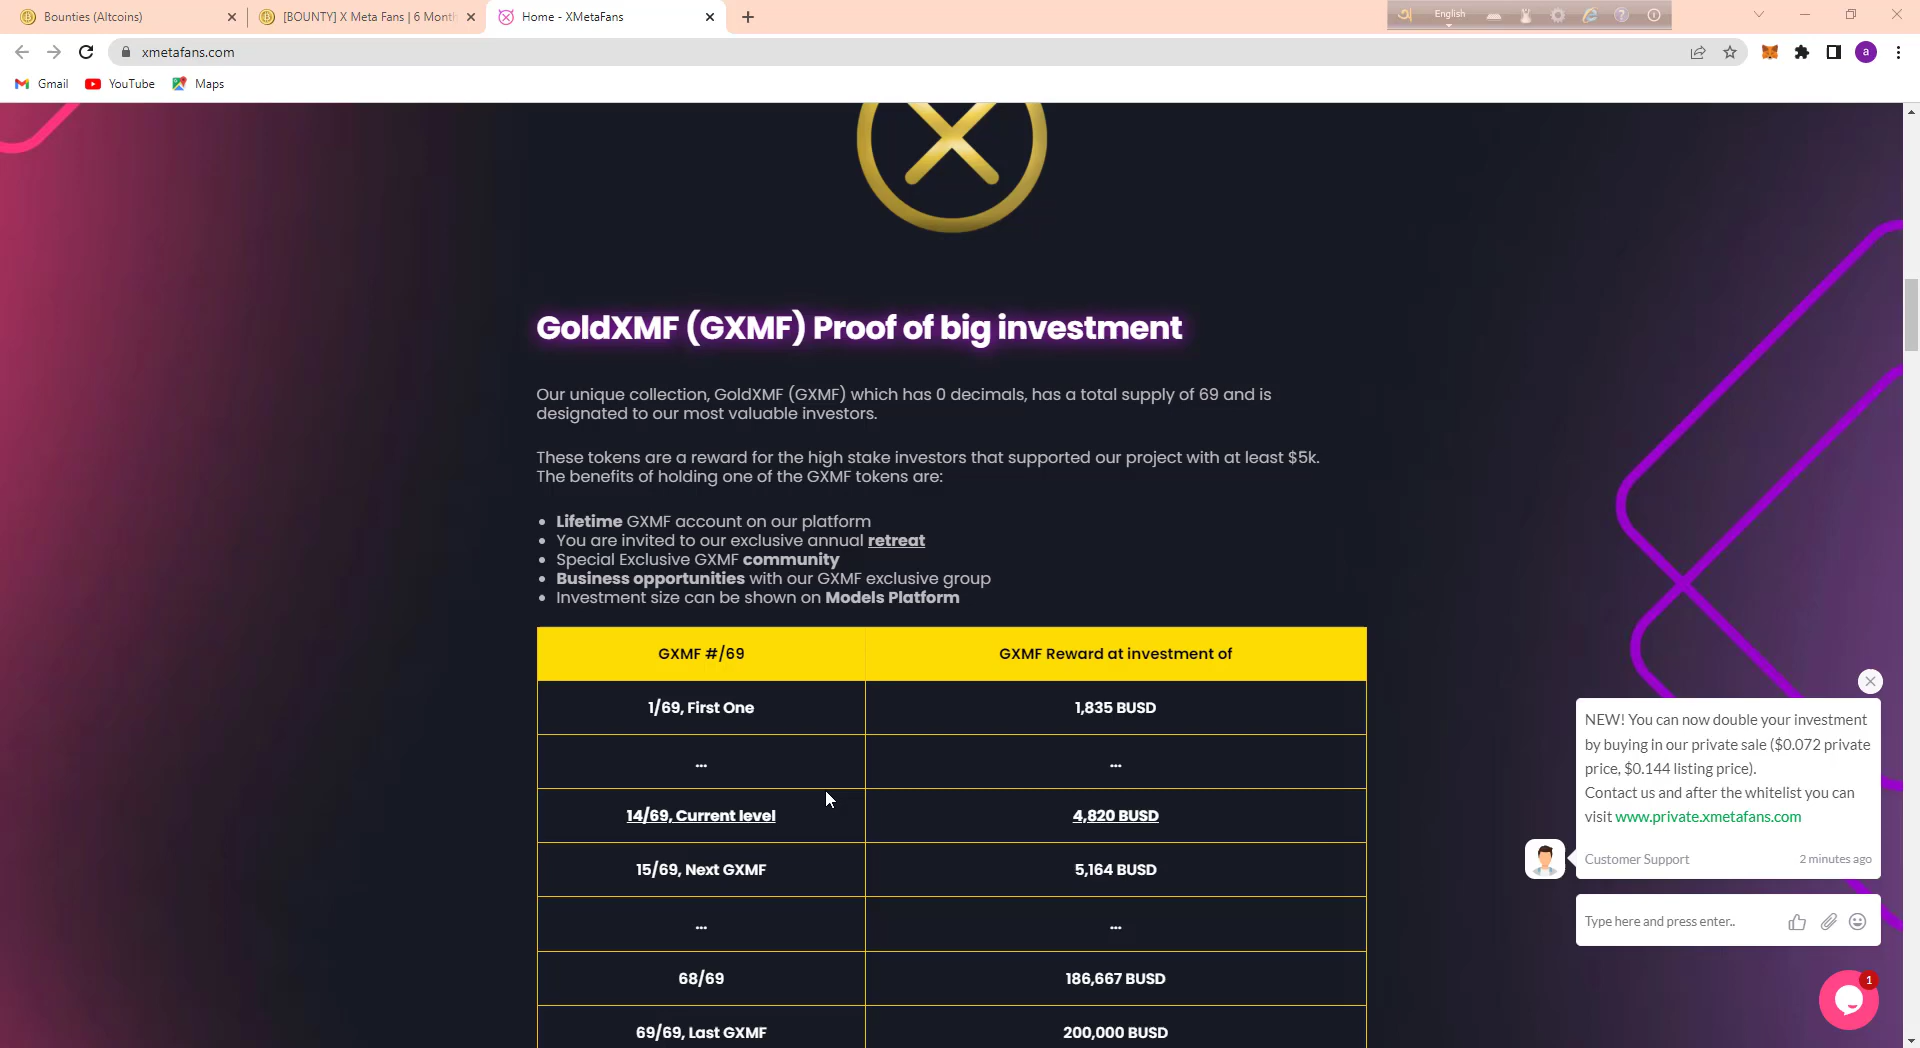 Bounties (Altcoins)
[BOUNTY] X Meta Fans | 6 Month
Home - XMetaFans
English
xmetafans.com
a
Gmail
YouTube
Maps
GoldXMF (GXMF) Proof of big investment
Our unique collection, GoldXMF (GXMF) which has 0 decimals, has a total supply of 69 and is
designated to our most valuable investors.
These tokens are a reward for the high stake investors that supported our project with at least $5k.
The benefits of holding one of the GXMF tokens are:
Lifetime GXMF account on our platform
You are invited to our exclusive annual retreat
Special Exclusive GXMF community
Business opportunities with our GXMF exclusive group
Investment size can be shown on Models Platform
GXMF #/69 GXMF Reward at investment of
1/69, First One 1,835 BUSD
... ...
14/69, Current level 4,820 BUSD
15/69, Next GXMF 5,164 BUSD
... ...
68/69 186,667 BUSD
69/69, Last GXMF 200,000 BUSD
NEW! You can now double your investment
by buying in our private sale ($0.072 private
price, $0.144 listing price).
Contact us and after the whitelist you can
visit www.private.xmetafans.com
Customer Support 2 minutes ago
Type here and press enter..
1